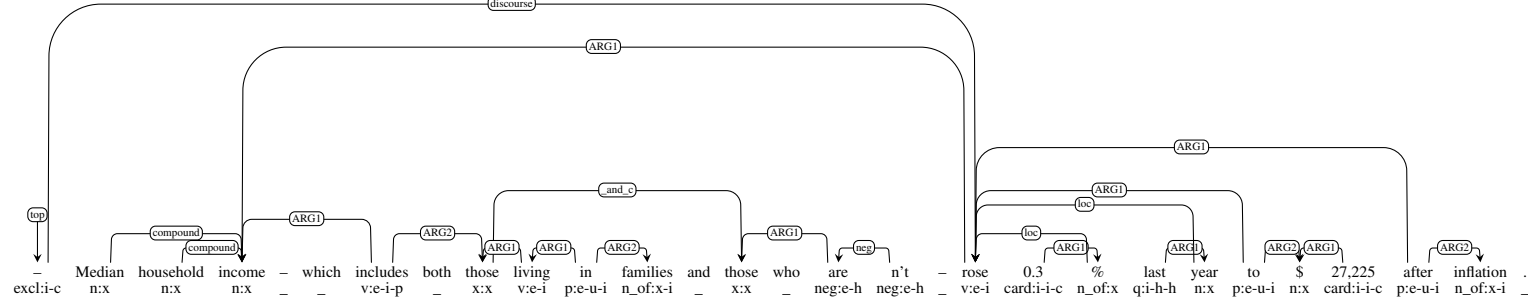 discourse
ARG1
ARG1
_and_c
ARG1
loc
top
ARG1
compound
ARG2
ARG1
loc
compound
ARG1
ARG1
ARG2
neg
ARG1
ARG1
ARG2
ARG1
ARG2
– Median household income – which includes both those living in families and those who are n't – rose 0.3 % last year to $ 27,225 after inflation .
excl:i-c n:x n:x n:x _ _ v:e-i-p _ x:x v:e-i p:e-u-i n_of:x-i _ x:x _ neg:e-h neg:e-h _ v:e-i card:i-i-c n_of:x q:i-h-h n:x p:e-u-i n:x card:i-i-c p:e-u-i n_of:x-i _